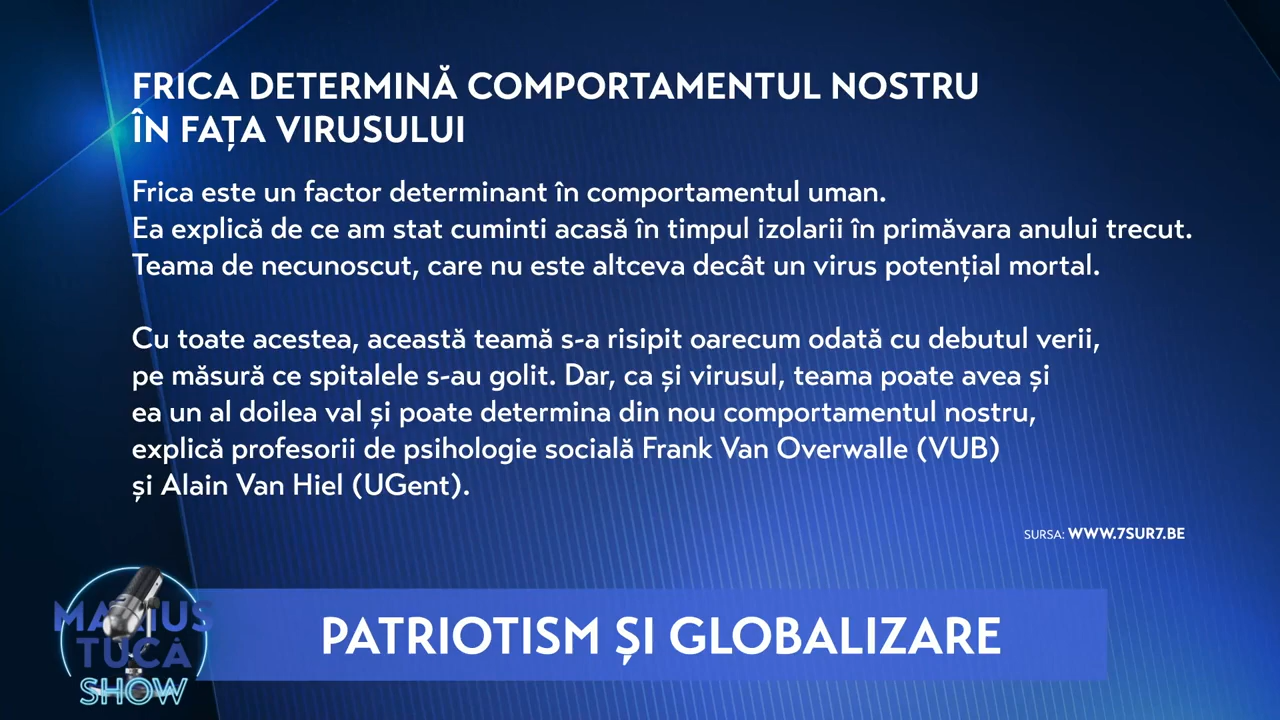 FRICA DETERMINĂ COMPORTAMENTUL NOSTRU
ÎN FAȚA VIRUSULUI
Frica este un factor determinant în comportamentul uman.
Ea explică de ce am stat cuminti acasă în timpul izolarii în primăvara anului trecut.
Teama de necunoscut, care nu este altceva decât un virus potențial mortal.
Cu toate acestea, această teamă s-a risipit oarecum odată cu debutul verii,
pe măsură ce spitalele s-au golit. Dar, ca și virusul, teama poate avea și
ea un al doilea val și poate determina din nou comportamentul nostru,
explică profesorii de psihologie socială Frank Van Overwalle (VUB)
și Alain Van Hiel (UGent).
SURSA: WWW.7SUR7.BE
MARIUS
TUCĂ
SHOW
PATRIOTISM ȘI GLOBALIZARE